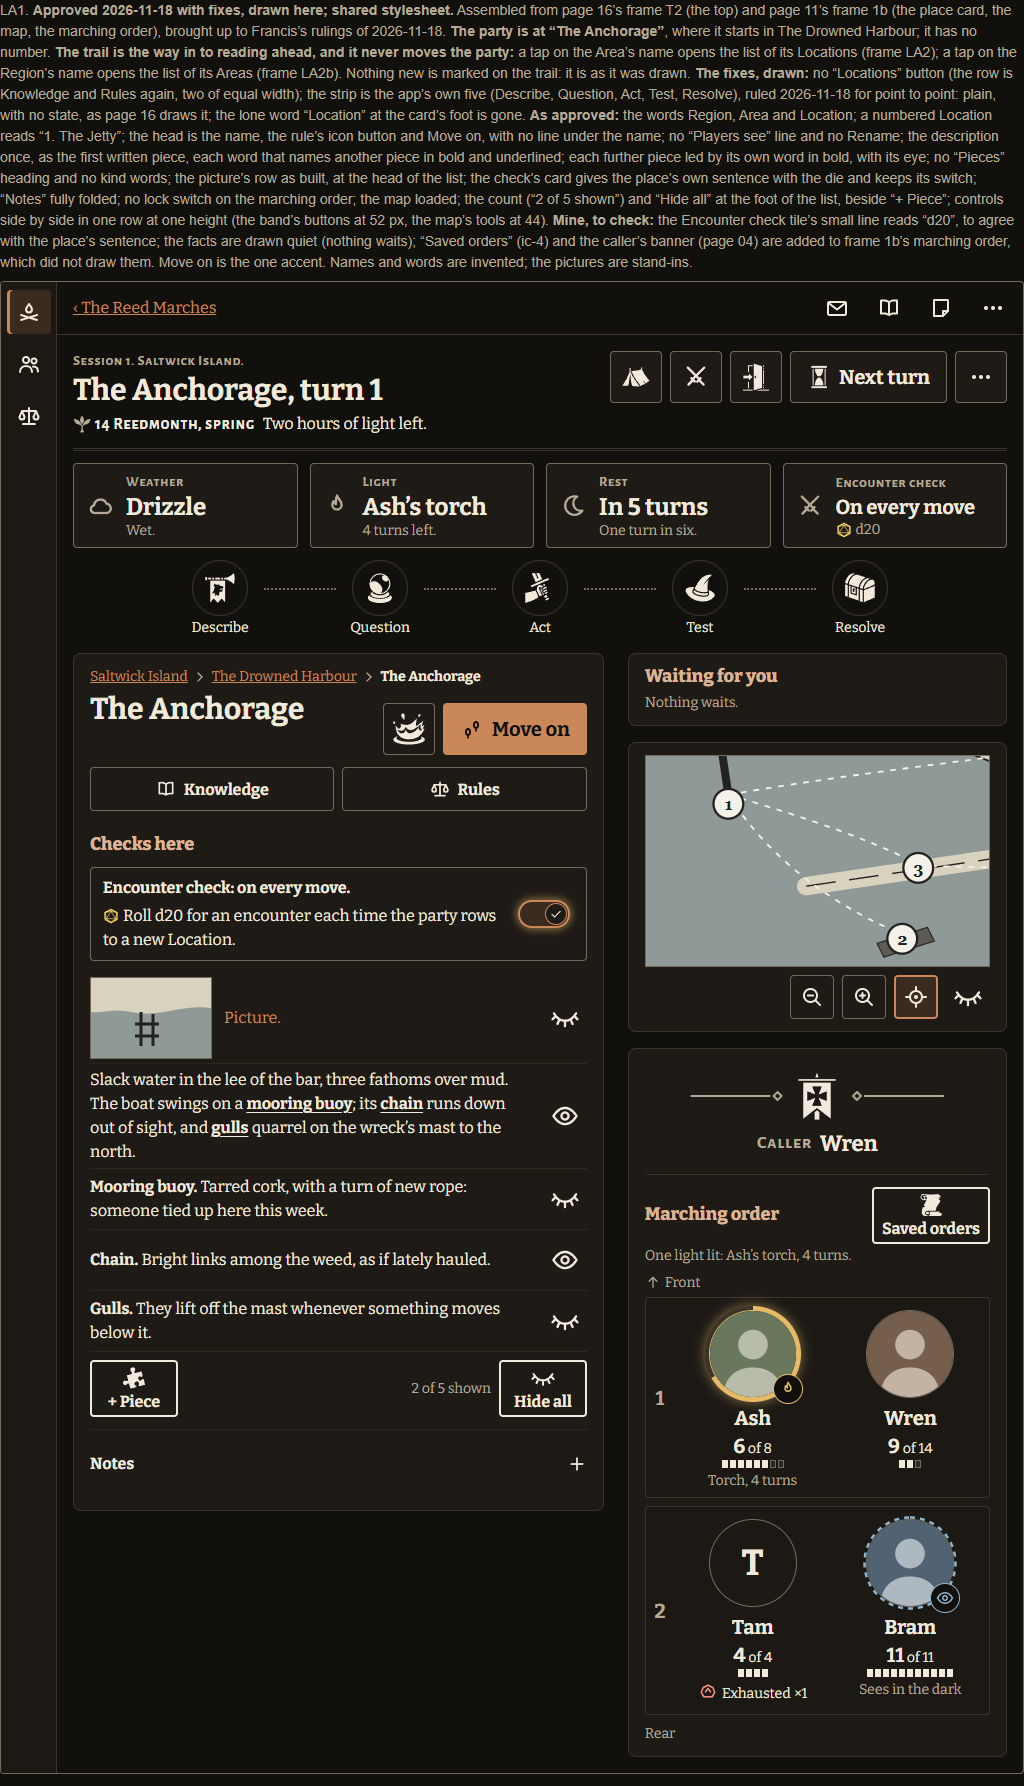 LA1. Approved 2026-11-18 with fixes, drawn here; shared stylesheet. Assembled from page 16’s frame T2 (the top) and page 11’s frame 1b (the place card, the
map, the marching order), brought up to Francis’s rulings of 2026-11-18. The party is at “The Anchorage”, where it starts in The Drowned Harbour; it has no
number. The trail is the way in to reading ahead, and it never moves the party: a tap on the Area’s name opens the list of its Locations (frame LA2); a tap on the
Region’s name opens the list of its Areas (frame LA2b). Nothing new is marked on the trail: it is as it was drawn. The fixes, drawn: no “Locations” button (the row is
Knowledge and Rules again, two of equal width); the strip is the app’s own five (Describe, Question, Act, Test, Resolve), ruled 2026-11-18 for point to point: plain,
with no state, as page 16 draws it; the lone word “Location” at the card’s foot is gone. As approved: the words Region, Area and Location; a numbered Location
reads “1. The Jetty”; the head is the name, the rule’s icon button and Move on, with no line under the name; no “Players see” line and no Rename; the description
once, as the first written piece, each word that names another piece in bold and underlined; each further piece led by its own word in bold, with its eye; no “Pieces”
heading and no kind words; the picture’s row as built, at the head of the list; the check’s card gives the place’s own sentence with the die and keeps its switch;
“Notes” fully folded; no lock switch on the marching order; the map loaded; the count (“2 of 5 shown”) and “Hide all” at the foot of the list, beside “+ Piece”; controls
side by side in one row at one height (the band’s buttons at 52 px, the map’s tools at 44). Mine, to check: the Encounter check tile’s small line reads “d20”, to agree
with the place’s sentence; the facts are drawn quiet (nothing waits); “Saved orders” (ic-4) and the caller’s banner (page 04) are added to frame 1b’s marching order,
which did not draw them. Move on is the one accent. Names and words are invented; the pictures are stand-ins.
‹ The Reed Marches
Session 1. Saltwick Island.
The Anchorage, turn 1
14 Reedmonth, spring Two hours of light left.
Next turn
Weather
Drizzle
Wet.
Light
Ash’s torch
4 turns left.
Rest
In 5 turns
One turn in six.
Encounter check
On every move
d20
Describe
Question
Act
Test
Resolve
Saltwick Island > The Drowned Harbour > The Anchorage
The Anchorage
Move on
Knowledge
Rules
Checks here
Encounter check: on every move.
Roll d20 for an encounter each time the party rows
to a new Location.
Picture.
Slack water in the lee of the bar, three fathoms over mud.
The boat swings on a mooring buoy; its chain runs down
out of sight, and gulls quarrel on the wreck’s mast to the
north.
Mooring buoy. Tarred cork, with a turn of new rope:
someone tied up here this week.
Chain. Bright links among the weed, as if lately hauled.
Gulls. They lift off the mast whenever something moves
below it.
+ Piece
2 of 5 shown
Hide all
Notes
Waiting for you
Nothing waits.
1
3
2
Caller Wren
Marching order
Saved orders
One light lit: Ash’s torch, 4 turns.
↑ Front
1
Ash
6 of 8
Torch, 4 turns
Wren
9 of 14
2
T
Tam
4 of 4
Exhausted ×1
Bram
11 of 11
Sees in the dark
Rear